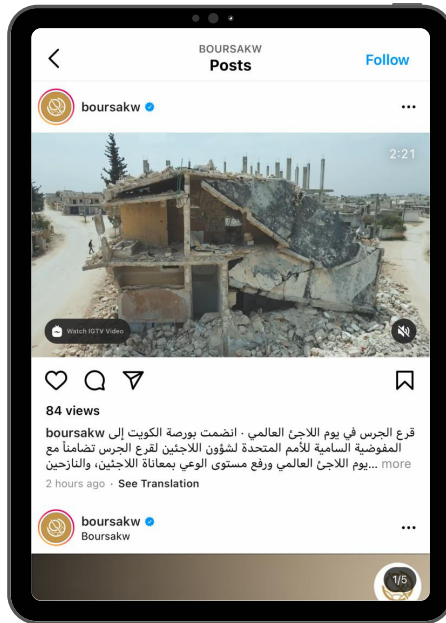 BOURSAKW
Posts
Follow
boursakw
2:21
Watch IGTV Video
84 views
boursakw قرع الجرس في يوم اللاجئ العالمي · انضمت بورصة الكويت إلى
المفوضية السامية للأمم المتحدة لشؤون اللاجئين لقرع الجرس تضامناً مع
يوم اللاجئ العالمي ورفع مستوى الوعي بمعاناة اللاجئين، والنازحين... more
2 hours ago · See Translation
boursakw
Boursakw
1/5